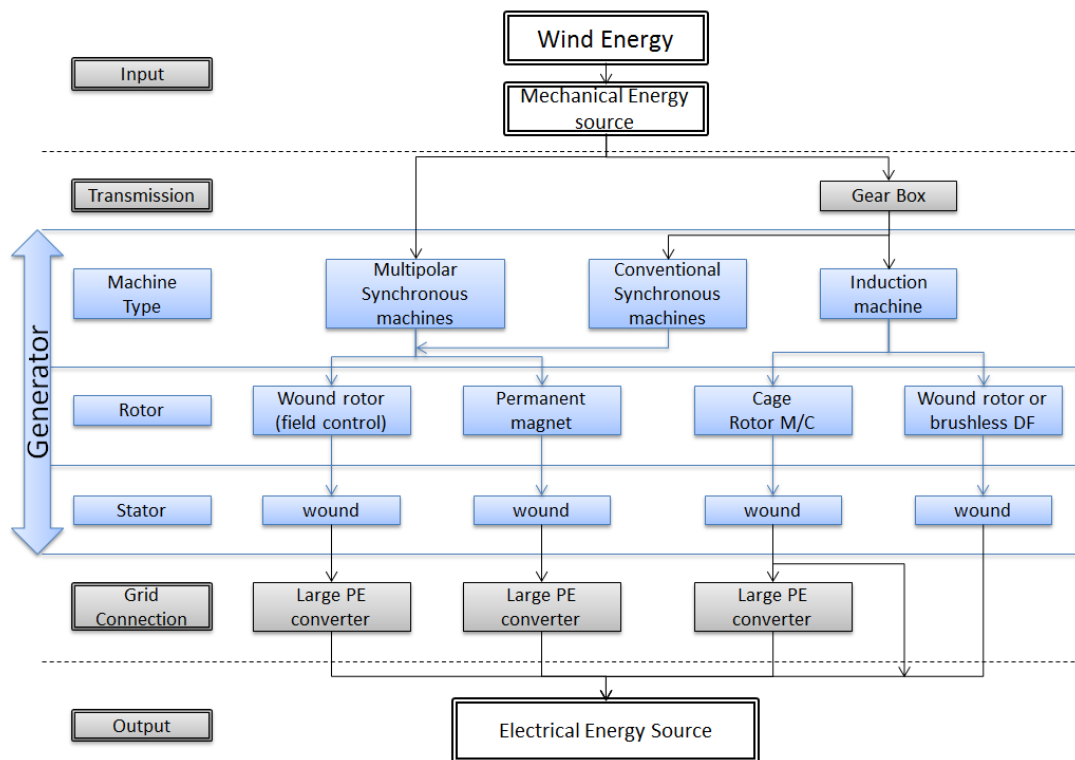 Wind Energy
Input
Mechanical Energy
source
Transmission
Gear Box
Generator
Machine
Type
Multipolar
Synchronous
machines
Conventional
Synchronous
machines
Induction
machine
Rotor
Wound rotor
(field control)
Permanent
magnet
Cage
Rotor M/C
Wound rotor or
brushless DF
Stator
wound
wound
wound
wound
Grid
Connection
Large PE
converter
Large PE
converter
Large PE
converter
Output
Electrical Energy Source